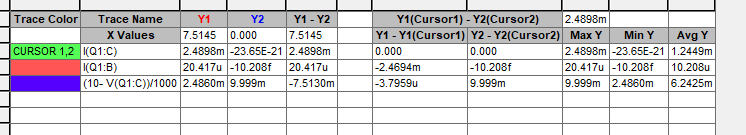 Trace Color Trace Name Y1 Y2 Y1 - Y2 Y1(Cursor1) - Y2(Cursor2) 2.4898m
X Values 7.5145 0.000 7.5145 Y1 - Y1(Cursor1) Y2 - Y2(Cursor2) Max Y Min Y Avg Y
CURSOR 1,2 I(Q1:C) 2.4898m -23.65E-21 2.4898m 0.000 0.000 2.4898m -23.65E-21 1.2449m
I(Q1:B) 20.417u -10.208f 20.417u -2.4694m -10.208f 20.417u -10.208f 10.208u
(10- V(Q1:C))/1000 2.4860m 9.999m -7.5130m -3.7959u 9.999m 9.999m 2.4860m 6.2425m